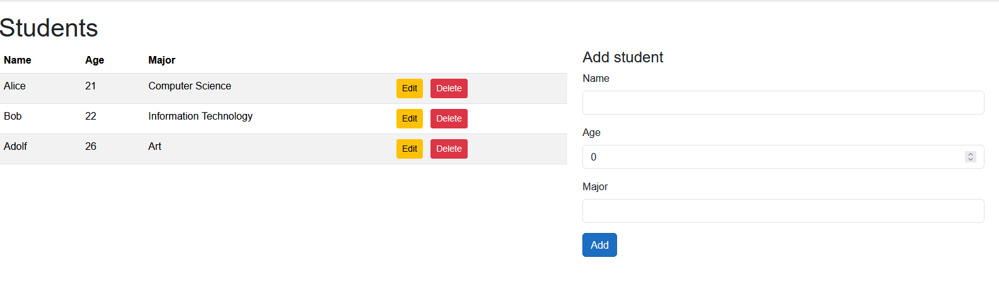 Students
Name Age Major
Alice 21 Computer Science Edit Delete
Bob 22 Information Technology Edit Delete
Adolf 26 Art Edit Delete
Add student
Name
Age
0
Major
Add